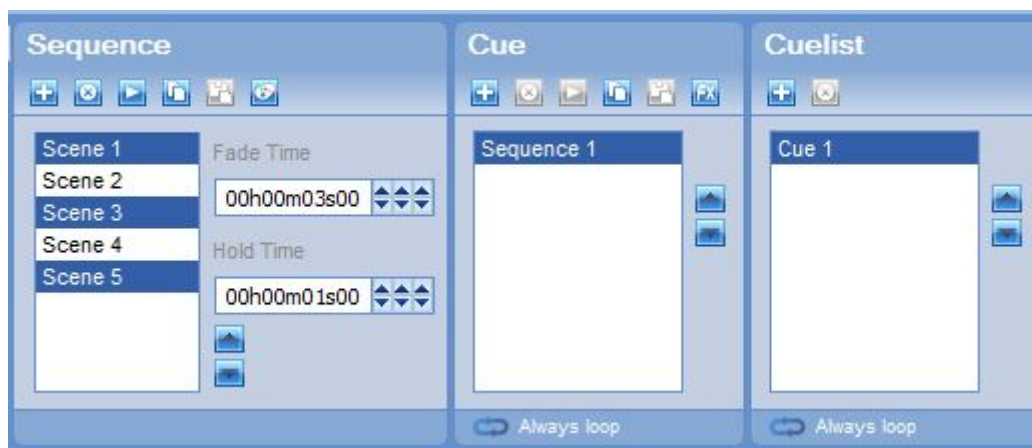 Sequence
Scene 1
Scene 2
Scene 3
Scene 4
Scene 5
Fade Time
00h00m03s00
Hold Time
00h00m01s00
Cue
FX
Sequence 1
Always loop
Cuelist
Cue 1
Always loop